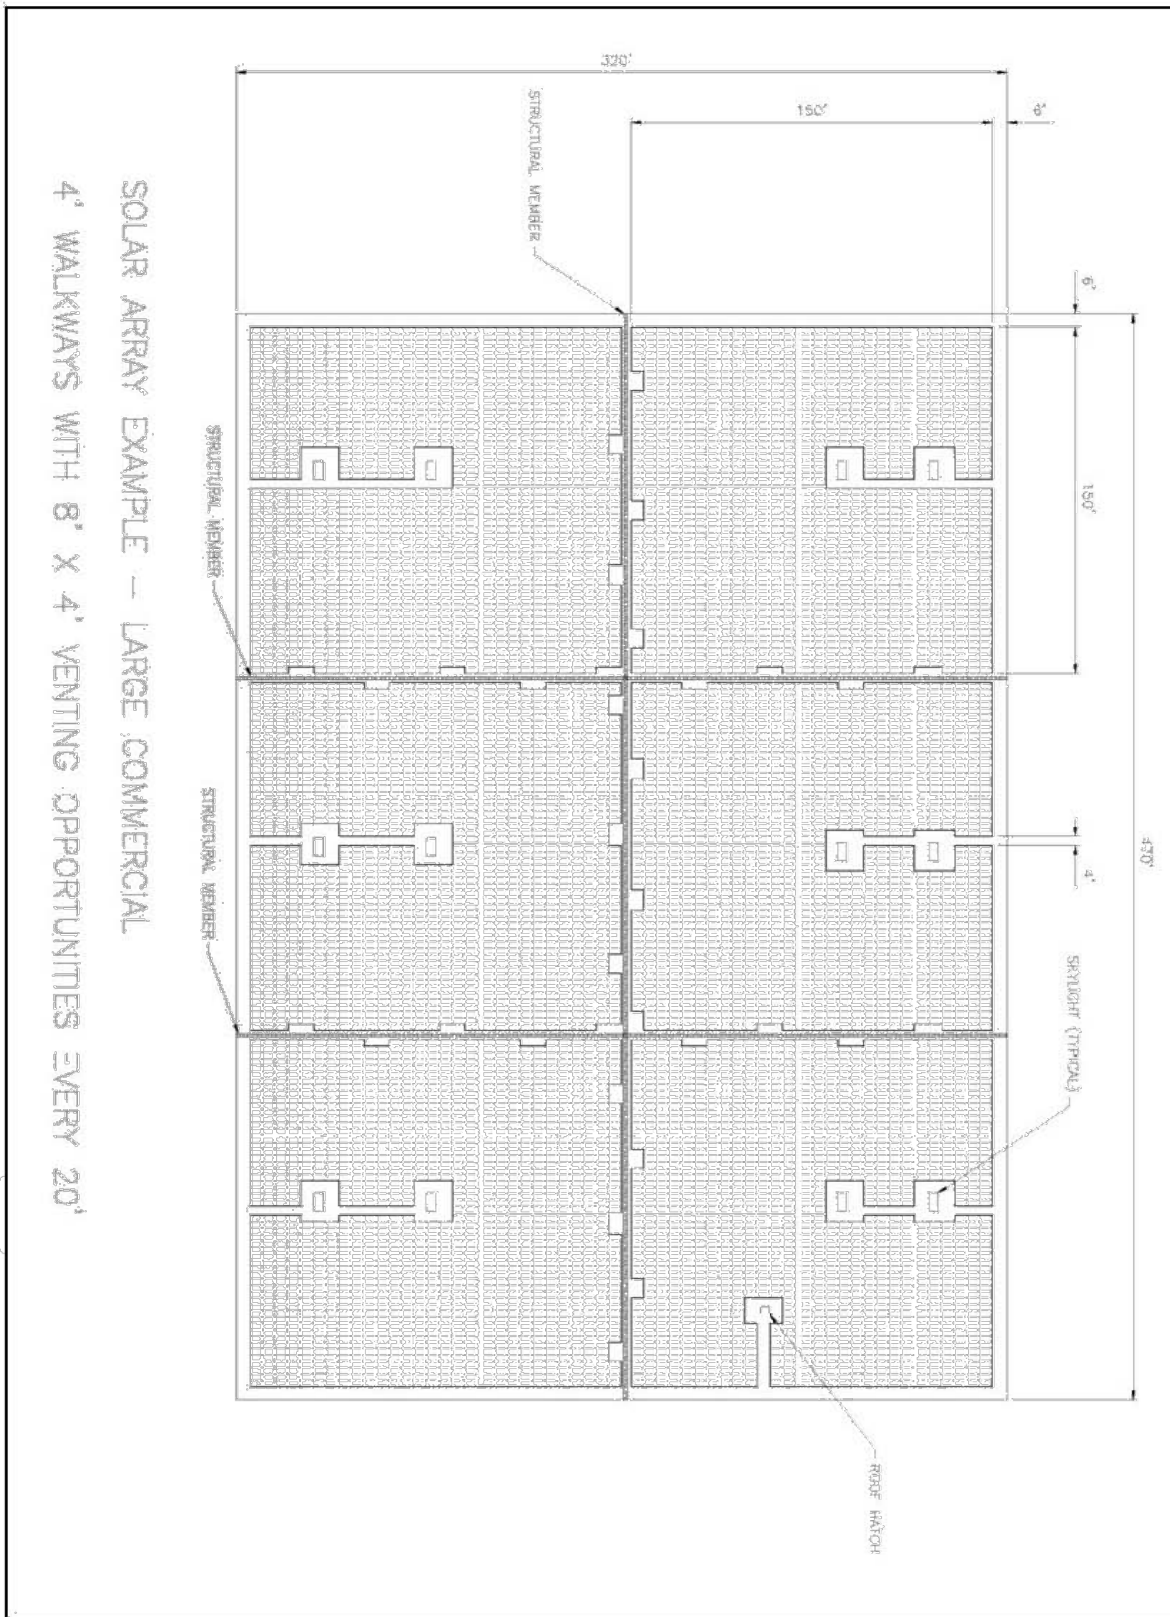 470'
6'
150'
4'
SKYLIGHT (TYPICAL)
6'
150'
320'
ROOF HATCH
STRUCTURAL MEMBER
STRUCTURAL MEMBER
STRUCTURAL MEMBER
SOLAR ARRAY EXAMPLE – LARGE COMMERCIAL
4' WALKWAYS WITH 8' X 4' VENTING OPPORTUNITIES EVERY 20'